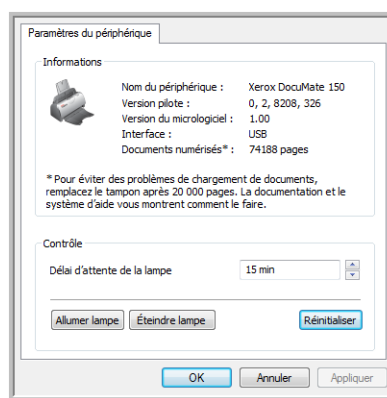 Paramètres du périphérique
Informations
Nom du périphérique : Xerox DocuMate 150
Version pilote : 0, 2, 8208, 326
Version du micrologiciel : 1.00
Interface : USB
Documents numérisés* : 74188 pages
* Pour éviter des problèmes de chargement de documents,
remplacez le tampon après 20 000 pages. La documentation et le
système d'aide vous montrent comment le faire.
Contrôle
Délai d'attente de la lampe 15 min
Allumer lampe Éteindre lampe Réinitialiser
OK Annuler Appliquer